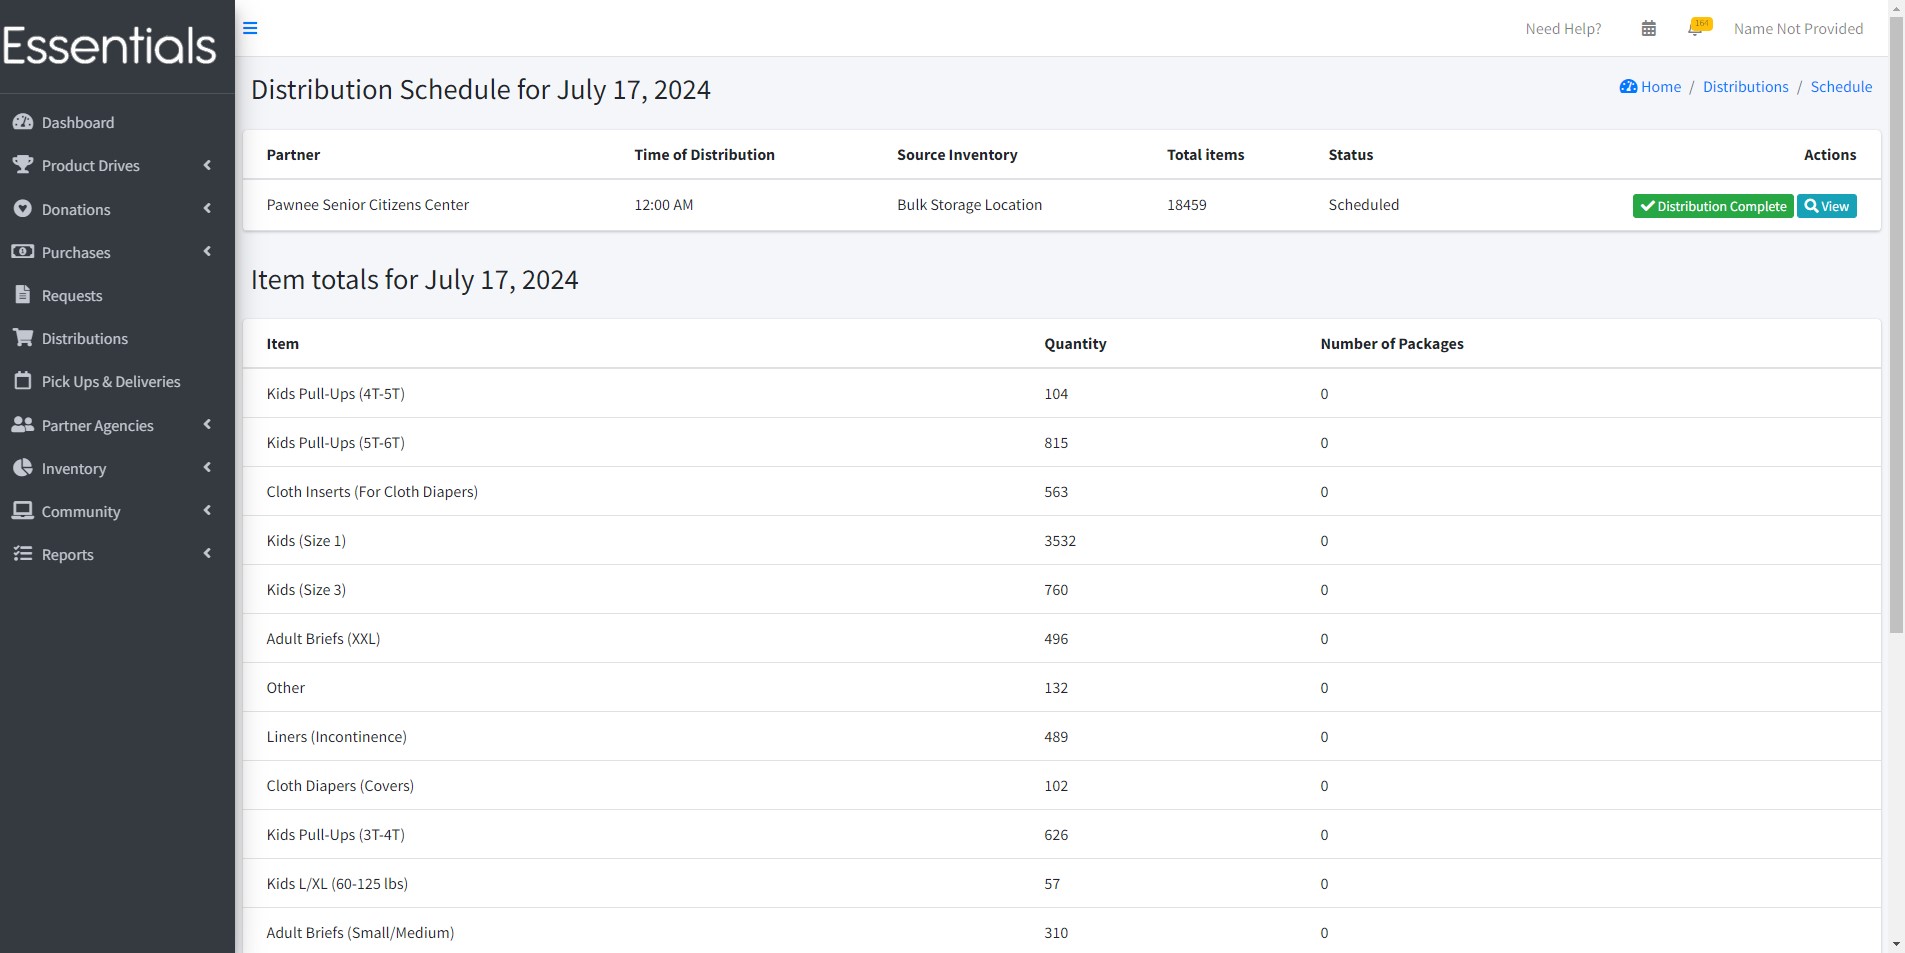 Essentials
Need Help? 164 Name Not Provided
Distribution Schedule for July 17, 2024
Home / Distributions / Schedule
Dashboard
Product Drives
Donations
Purchases
Requests
Distributions
Pick Ups & Deliveries
Partner Agencies
Inventory
Community
Reports
Partner Time of Distribution Source Inventory Total items Status Actions
Pawnee Senior Citizens Center 12:00 AM Bulk Storage Location 18459 Scheduled Distribution Complete View
Item totals for July 17, 2024
Item Quantity Number of Packages
Kids Pull-Ups (4T-5T) 104 0
Kids Pull-Ups (5T-6T) 815 0
Cloth Inserts (For Cloth Diapers) 563 0
Kids (Size 1) 3532 0
Kids (Size 3) 760 0
Adult Briefs (XXL) 496 0
Other 132 0
Liners (Incontinence) 489 0
Cloth Diapers (Covers) 102 0
Kids Pull-Ups (3T-4T) 626 0
Kids L/XL (60-125 lbs) 57 0
Adult Briefs (Small/Medium) 310 0